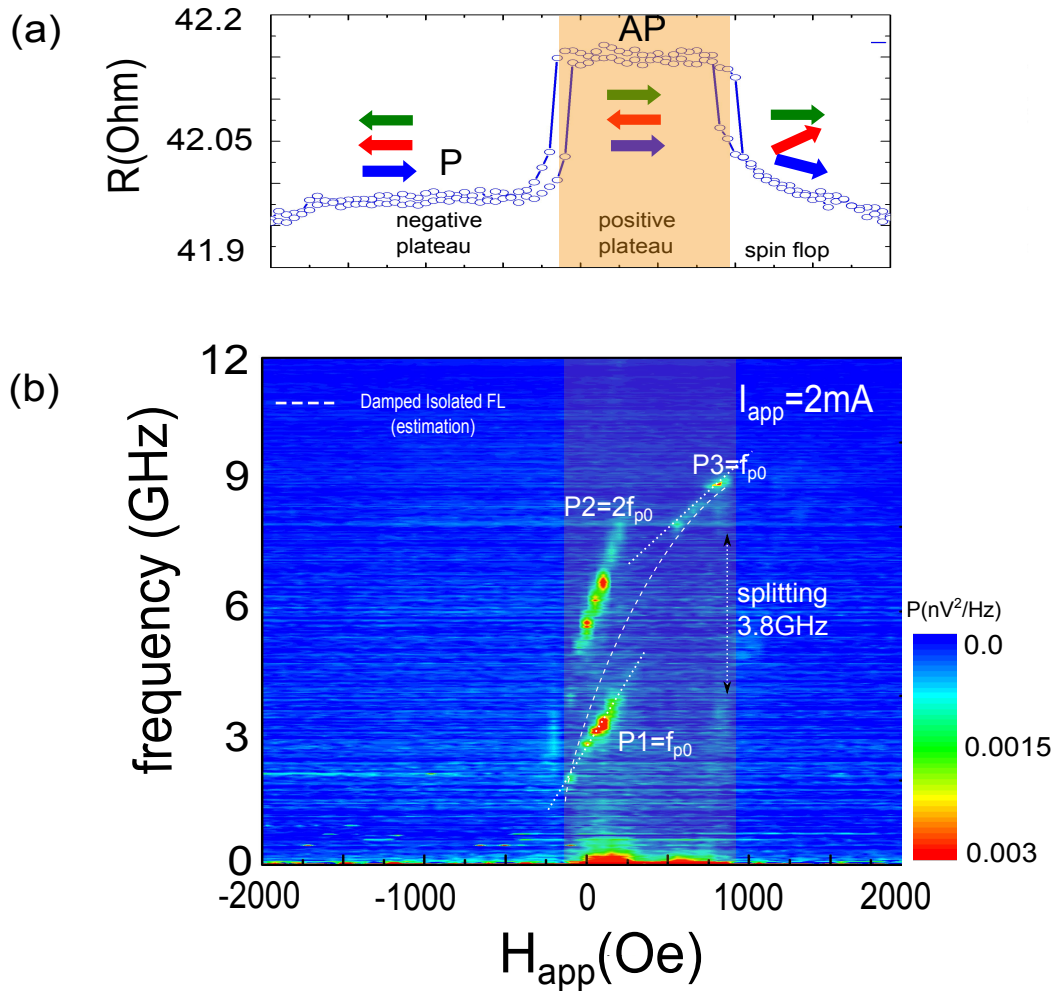 (a)
R(Ohm)
42.2
42.05
41.9
AP
P
negative
plateau
positive
plateau
spin flop
(b)
frequency (GHz)
12
9
6
3
0
Damped Isolated FL
(estimation)
I_app=2mA
P3=f_p0
P2=2f_p0
splitting
3.8GHz
P1=f_p0
P(nV²/Hz)
0.0
0.0015
0.003
-2000
-1000
0
1000
2000
H_app(Oe)